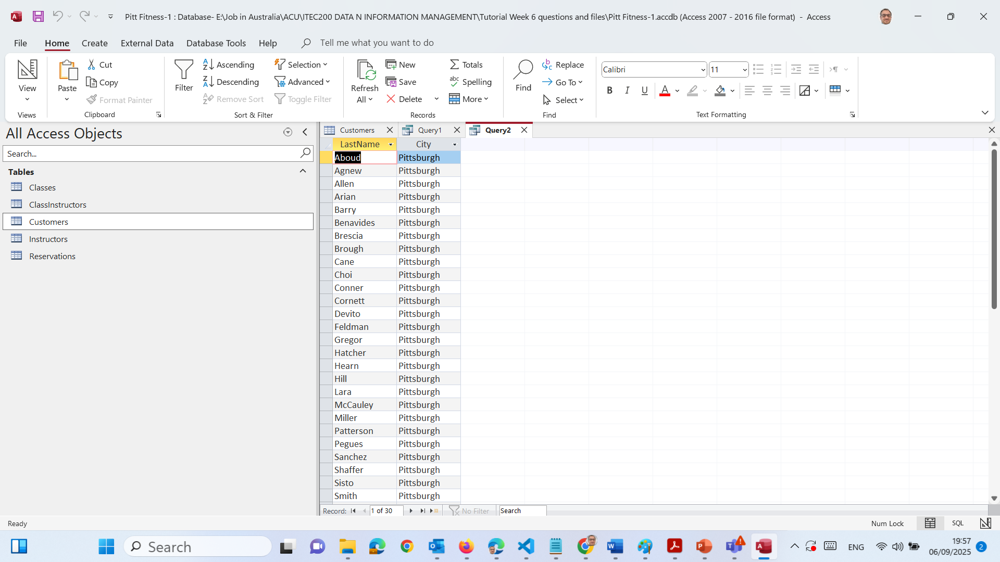 Pitt Fitness-1 : Database- E:\Job in Australia\ACU\ITEC200 DATA N INFORMATION MANAGEMENT\Tutorial Week 6 questions and files\Pitt Fitness-1.accdb (Access 2007 - 2016 file format) - Access
File Home Create External Data Database Tools Help Tell me what you want to do
View
Views
Paste
Cut
Copy
Format Painter
Clipboard
Filter
Ascending
Descending
Remove Sort
Selection
Advanced
Toggle Filter
Sort & Filter
Refresh
All
New
Save
Delete
Totals
Spelling
More
Records
Find
Replace
Go To
Select
Find
Calibri 11
B I U A
Text Formatting
All Access Objects
Search...
Tables
Classes
ClassInstructors
Customers
Instructors
Reservations
Customers Query1 Query2
LastName City
Aboud Pittsburgh
Agnew Pittsburgh
Allen Pittsburgh
Arian Pittsburgh
Barry Pittsburgh
Benavides Pittsburgh
Brescia Pittsburgh
Brough Pittsburgh
Cane Pittsburgh
Choi Pittsburgh
Conner Pittsburgh
Cornett Pittsburgh
Devito Pittsburgh
Feldman Pittsburgh
Gregor Pittsburgh
Hatcher Pittsburgh
Hearn Pittsburgh
Hill Pittsburgh
Lara Pittsburgh
McCauley Pittsburgh
Miller Pittsburgh
Patterson Pittsburgh
Pegues Pittsburgh
Sanchez Pittsburgh
Shaffer Pittsburgh
Sisto Pittsburgh
Smith Pittsburgh
Record: 1 of 30 No Filter Search
Ready Num Lock SQL
Search ENG 19:57
06/09/2025 2